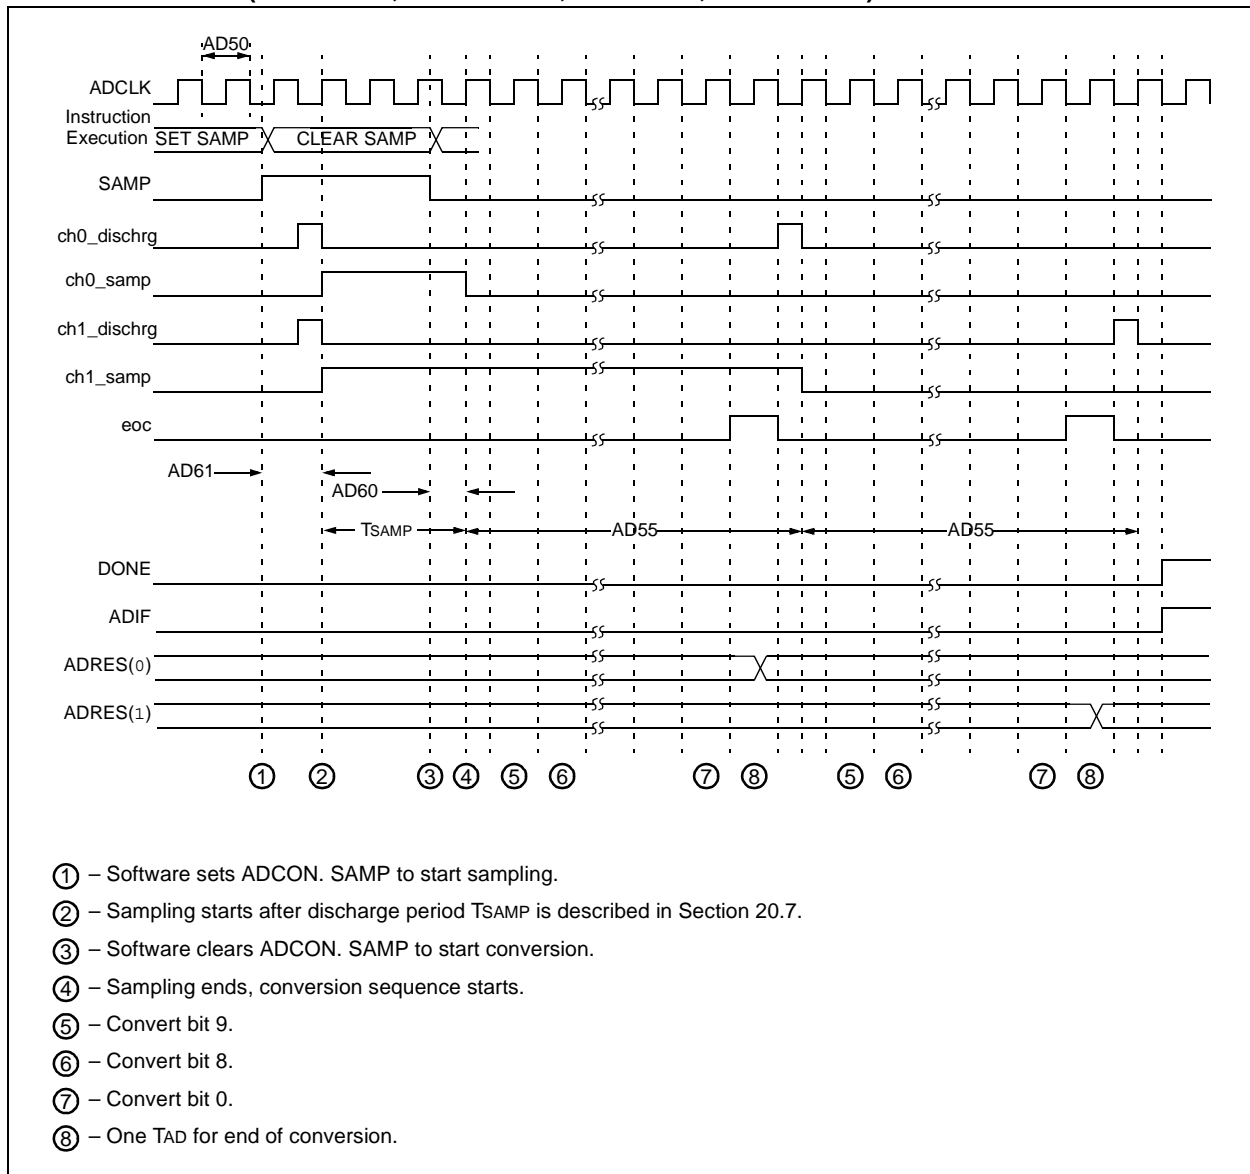 AD50
ADCLK
Instruction
Execution SET SAMP CLEAR SAMP
SAMP
ch0_dischrg
ch0_samp
ch1_dischrg
ch1_samp
eoc
AD61
AD60
TSAMP AD55 AD55
DONE
ADIF
ADRES(0)
ADRES(1)
1 2 3 4 5 6 7 8 5 6 7 8
1 – Software sets ADCON. SAMP to start sampling.
2 – Sampling starts after discharge period TSAMP is described in Section 20.7.
3 – Software clears ADCON. SAMP to start conversion.
4 – Sampling ends, conversion sequence starts.
5 – Convert bit 9.
6 – Convert bit 8.
7 – Convert bit 0.
8 – One TAD for end of conversion.